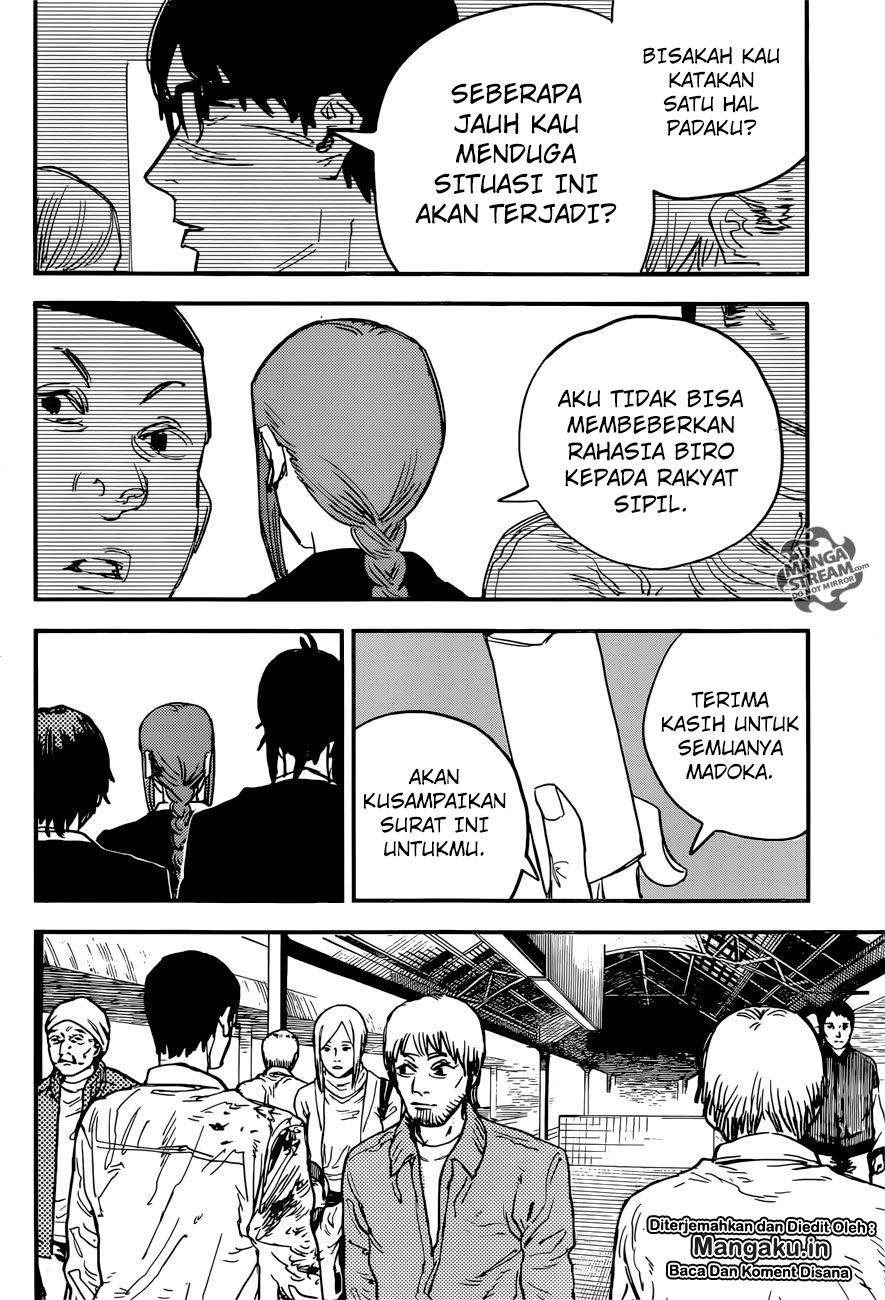 BISAKAH KAU
KATAKAN
SATU HAL
PADAKU?
SEBERAPA
JAUH KAU
MENDUGA
SITUASI INI
AKAN TERJADI?
AKU TIDAK BISA
MEMBEBERKAN
RAHASIA BIRO
KEPADA RAKYAT
SIPIL.
MANGA
STREAM.com
DO NOT MIRROR
TERIMA
KASIH UNTUK
SEMUANYA
MADOKA.
AKAN
KUSAMPAIKAN
SURAT INI
UNTUKMU.
Diterjemahkan dan Diedit Oleh :
Mangaku.in
Baca Dan Koment Disana